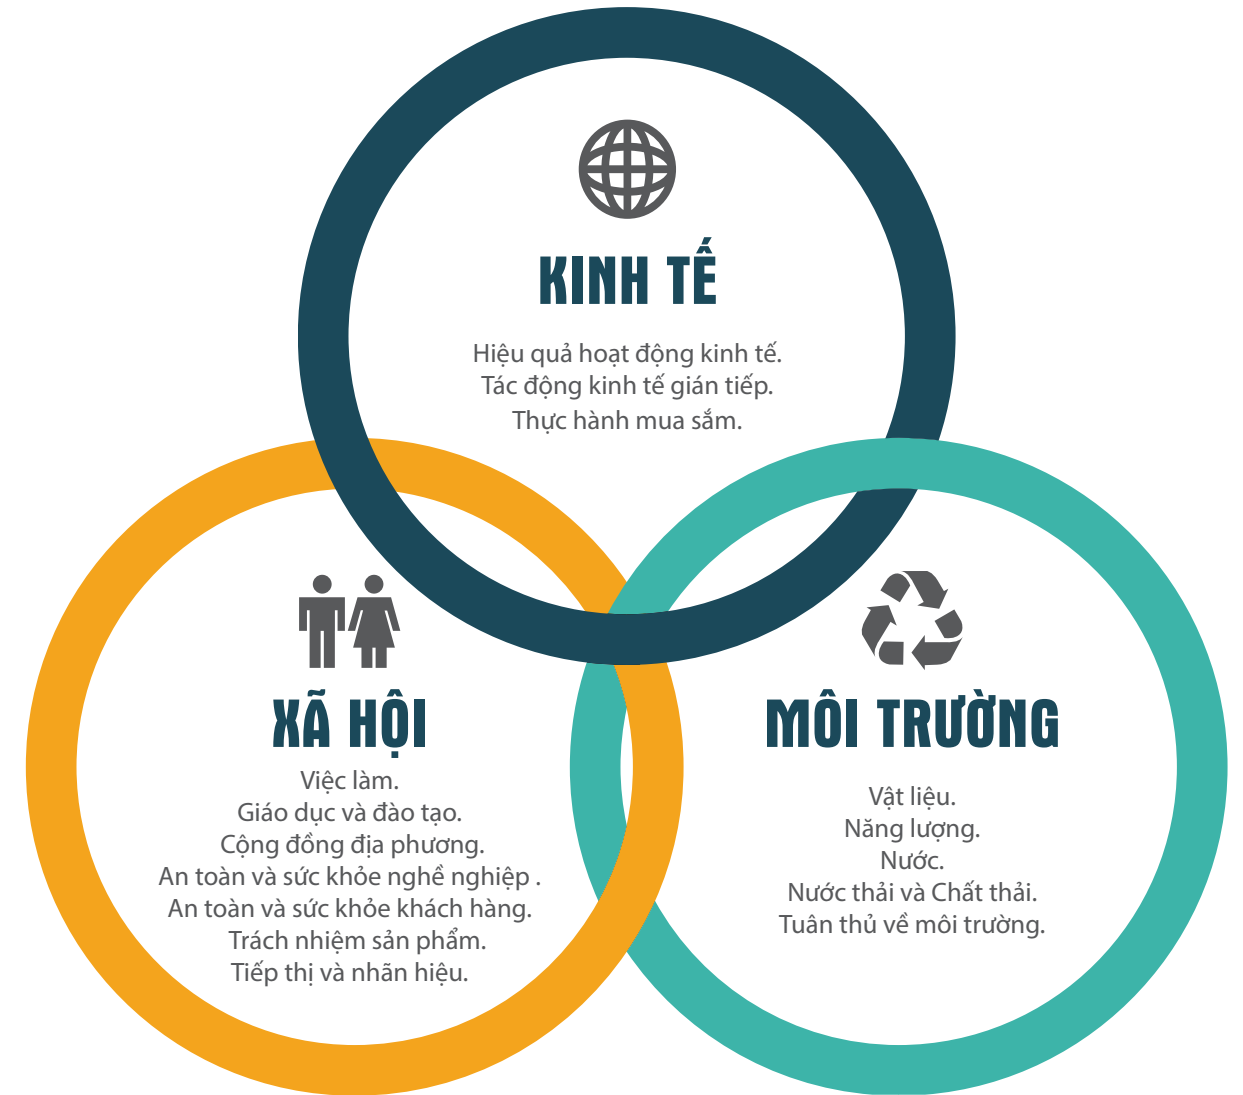 KINH TẾ
Hiệu quả hoạt động kinh tế.
Tác động kinh tế gián tiếp.
Thực hành mua sắm.
XÃ HỘI
Việc làm.
Giáo dục và đào tạo.
Cộng đồng địa phương.
An toàn và sức khỏe nghề nghiệp .
An toàn và sức khỏe khách hàng.
Trách nhiệm sản phẩm.
Tiếp thị và nhãn hiệu.
MÔI TRƯỜNG
Vật liệu.
Năng lượng.
Nước.
Nước thải và Chất thải.
Tuân thủ về môi trường.